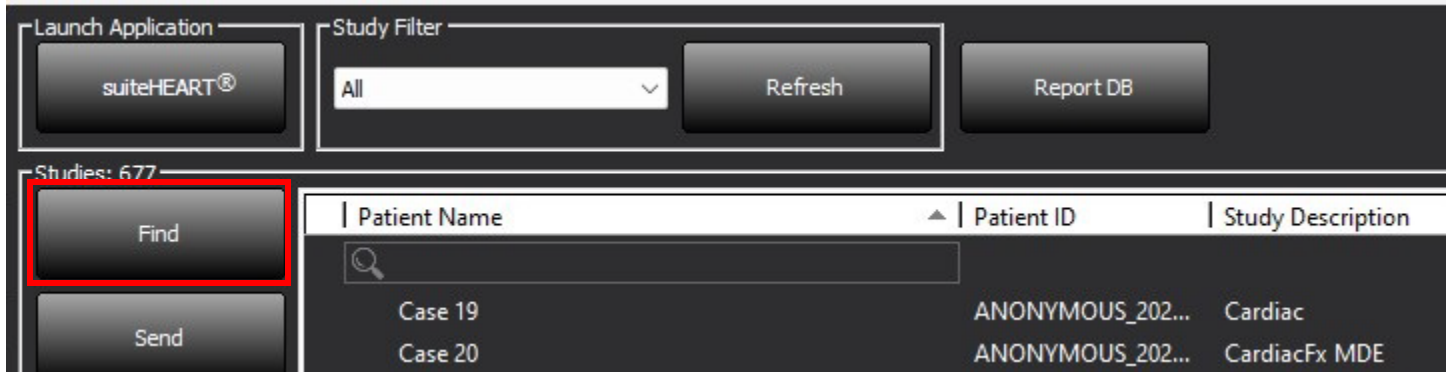 Launch Application
Study Filter
suiteHEART®
All
Refresh
Report DB
Studies: 677
Find
Send
Patient Name
Patient ID
Study Description
Case 19 ANONYMOUS_202... Cardiac
Case 20 ANONYMOUS_202... CardiacFx MDE